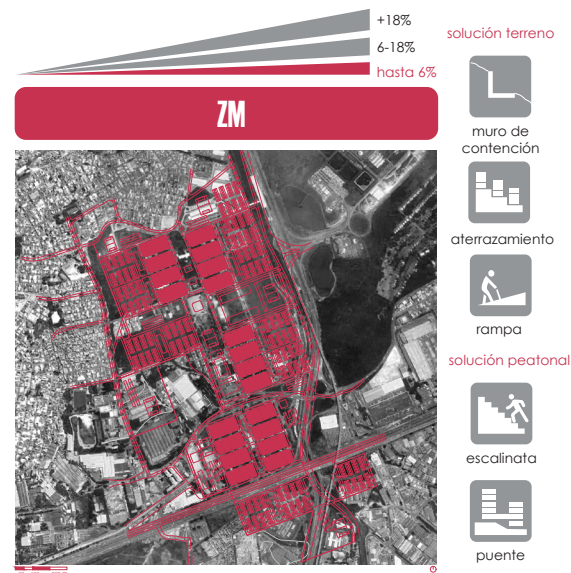 +18%
6-18%
hasta 6%
ZM
solución terreno
muro de
contención
aterrazamiento
rampa
solución peatonal
escalinata
puente